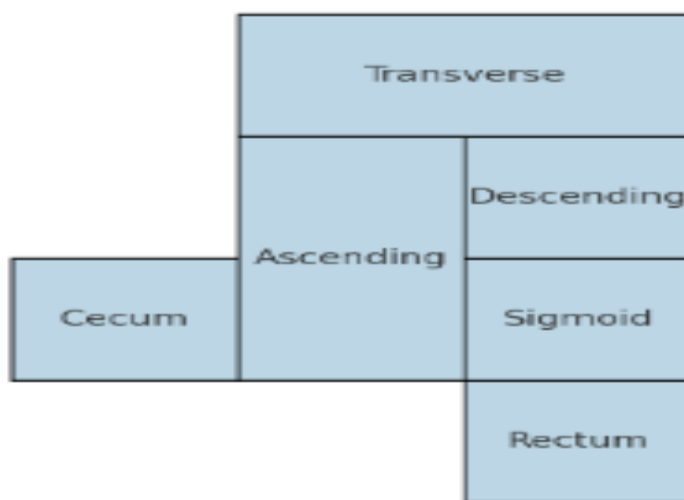 Transverse
Descending
Ascending
Cecum
Sigmoid
Rectum